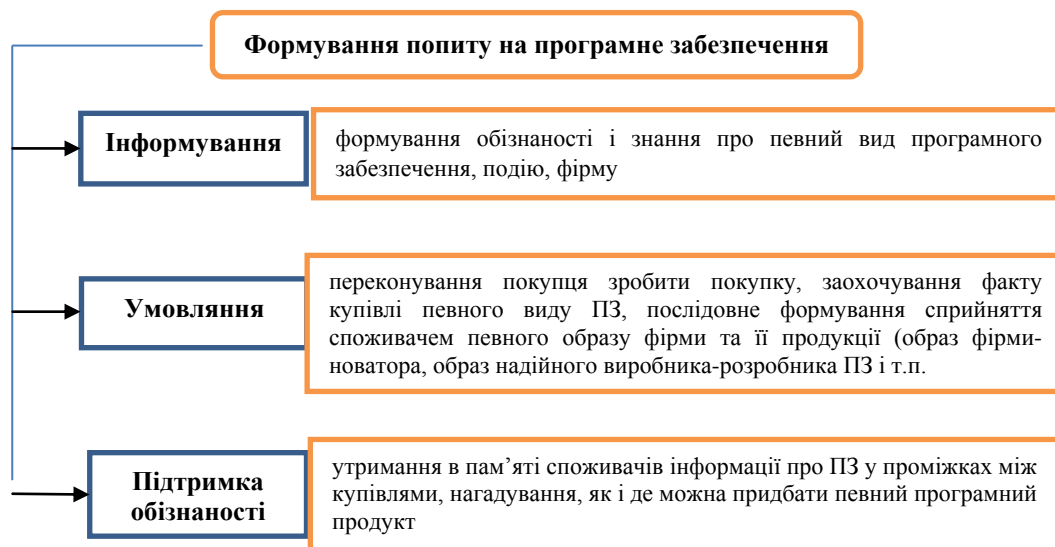 Формування попиту на програмне забезпечення
Інформування
формування обізнаності і знання про певний вид програмного
забезпечення, подію, фірму
Умовляння
переконування покупця зробити покупку, заохочування факту
купівлі певного виду ПЗ, послідовне формування сприйняття
споживачем певного образу фірми та її продукції (образ фірми-
новатора, образ надійного виробника-розробника ПЗ і т.п.
Підтримка
обізнаності
утримання в пам’яті споживачів інформації про ПЗ у проміжках між
купівлями, нагадування, як і де можна придбати певний програмний
продукт